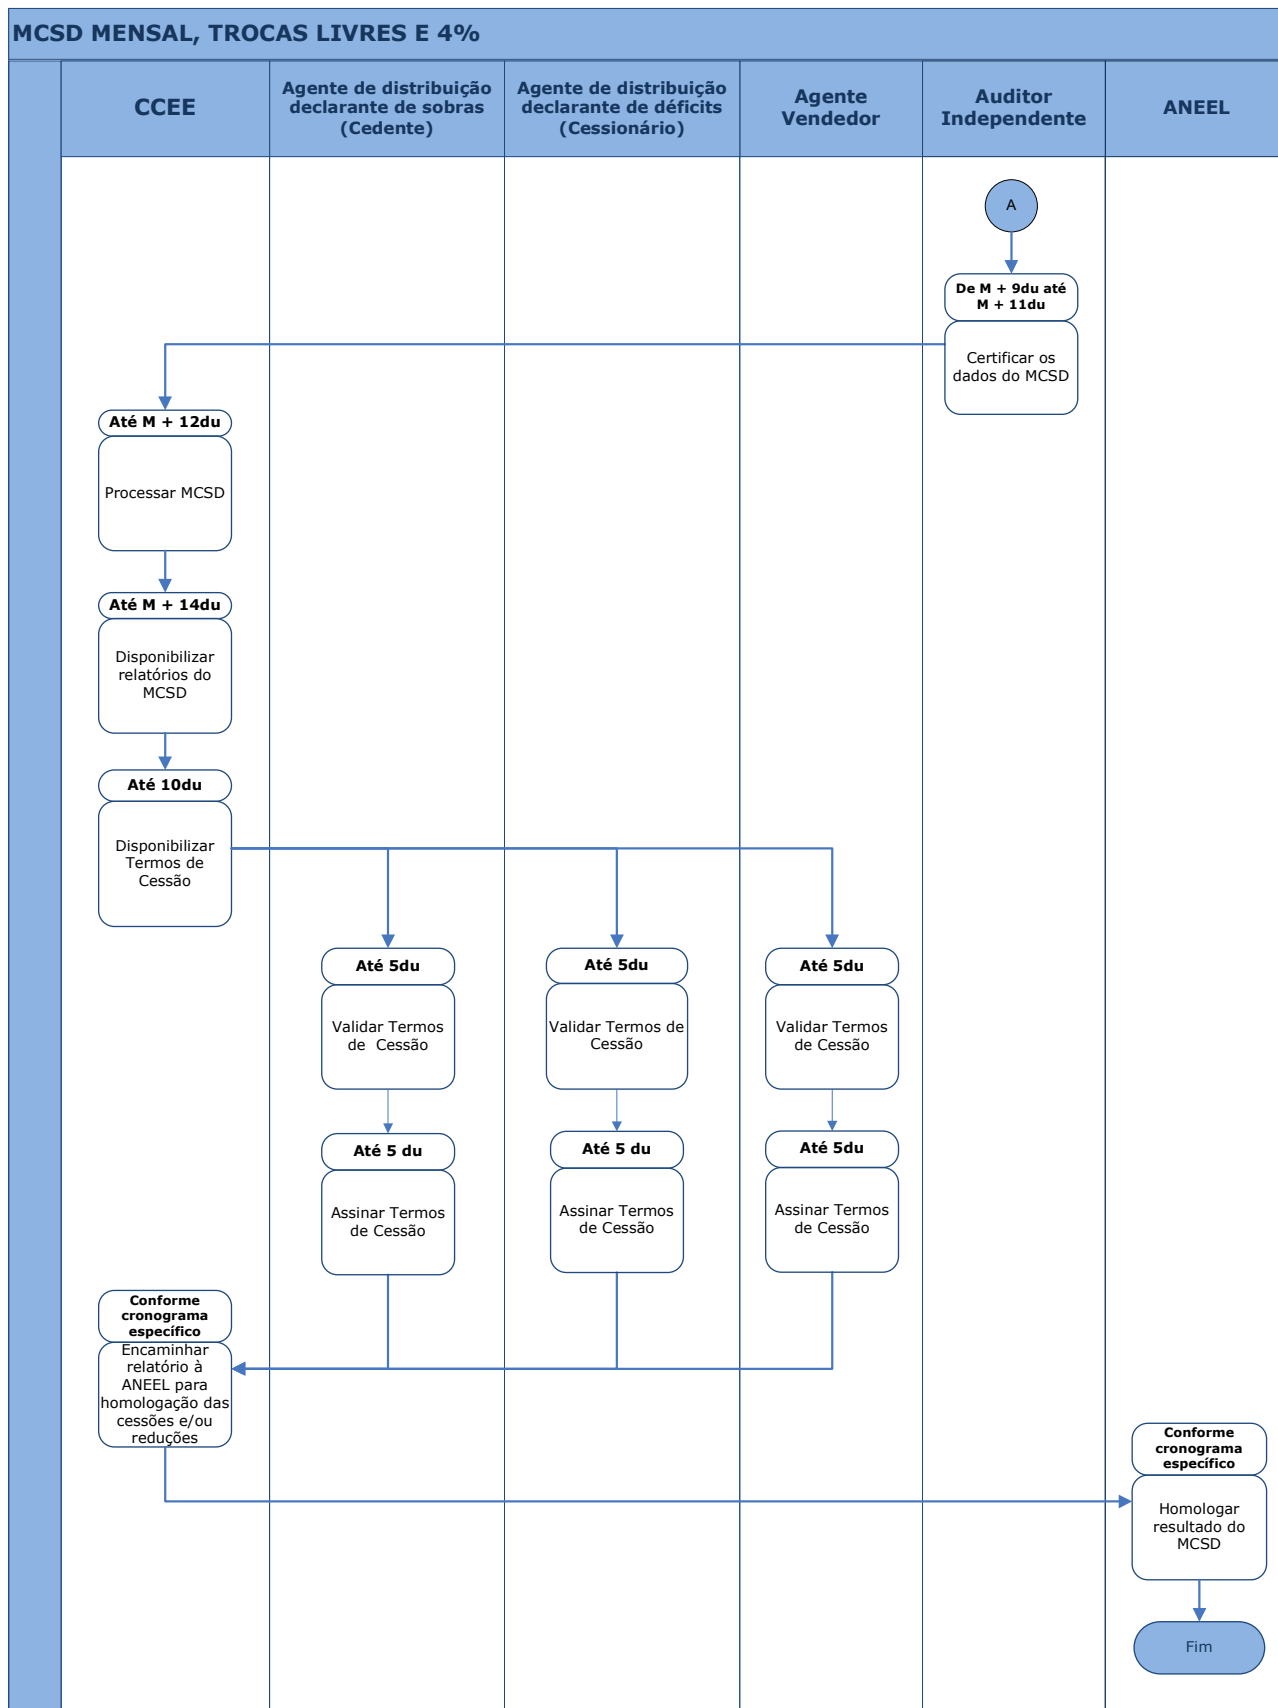 MCSD MENSAL, TROCAS LIVRES E 4%
CCEE
Agente de distribuição
declarante de sobras
(Cedente)
Agente de distribuição
declarante de déficits
(Cessionário)
Agente
Vendedor
Auditor
Independente
ANEEL
A
De M + 9du até
M + 11du
Certificar os
dados do MCSD
Até M + 12du
Processar MCSD
Até M + 14du
Disponibilizar
relatórios do
MCSD
Até 10du
Disponibilizar
Termos de
Cessão
Até 5du
Validar Termos
de  Cessão
Até 5du
Validar Termos de
Cessão
Até 5du
Validar Termos
de Cessão
Até 5 du
Assinar Termos
de Cessão
Até 5 du
Assinar Termos
de Cessão
Até 5du
Assinar Termos
de Cessão
Conforme
cronograma
específico
Encaminhar
relatório à
ANEEL para
homologação das
cessões e/ou
reduções
Conforme
cronograma
específico
Homologar
resultado do
MCSD
Fim